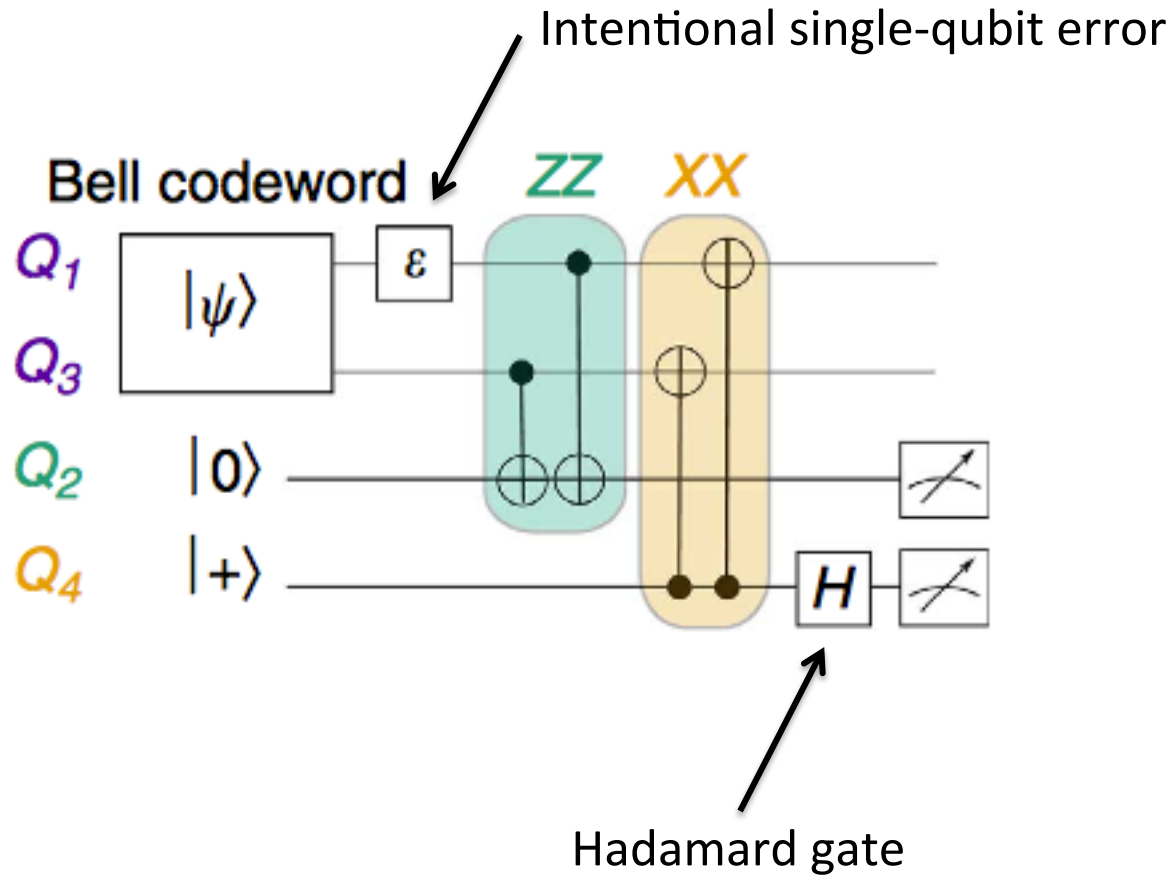 Intentional single-qubit error
Bell codeword
ZZ
XX
Q1
|ψ⟩
ε
Q3
Q2
|0⟩
Q4
|+⟩
H
Hadamard gate